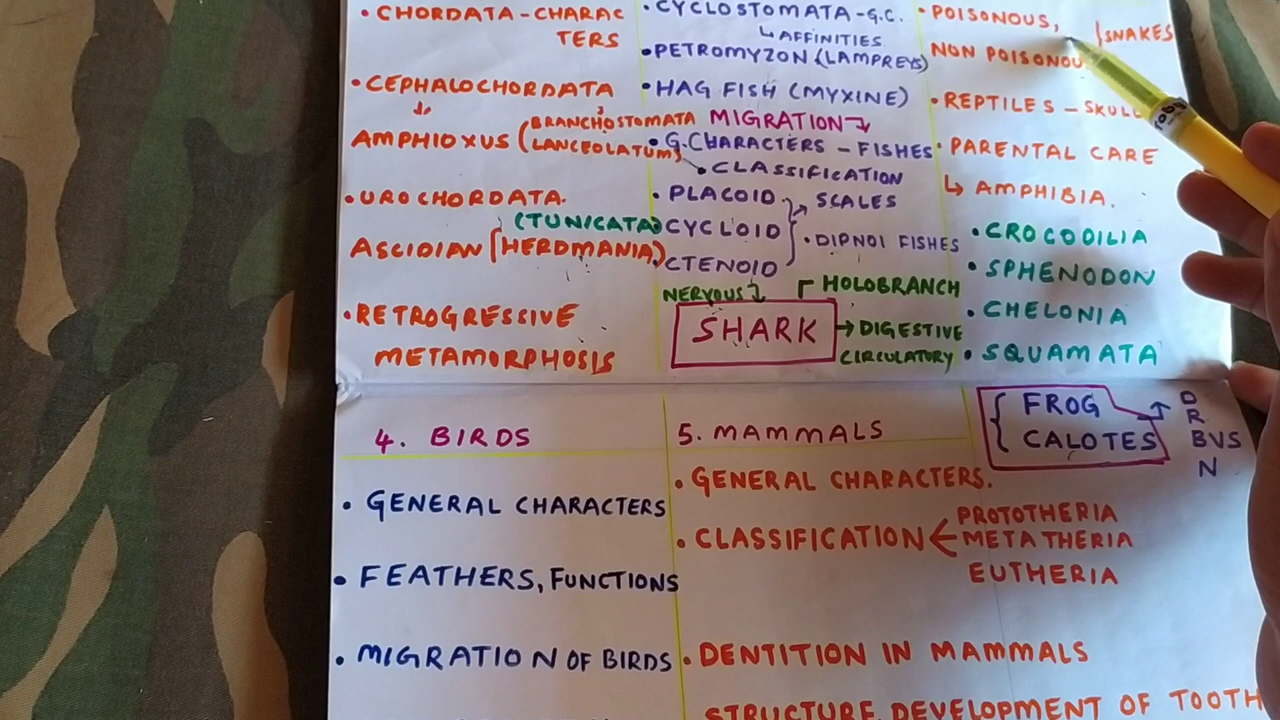 • CHORDATA - CHARAC
TERS
• CEPHALOCHORDATA
AMPHIOXUS (BRANCHOSTOMATA
LANCEOLATUM)
• UROCHORDATA.
(TUNICATA)
ASCIDIAN (HERDMANIA)
• RETROGRESSIVE
METAMORPHOSIS
• CYCLOSTOMATA - G.C.
↳ AFFINITIES
• PETROMYZON (LAMPREYS)
• HAG FISH (MYXINE)
MIGRATION
• G.CHARACTERS - FISHES
• CLASSIFICATION
• PLACOID
CYCLOID
• CTENOID
SCALES
• DIPNOI FISHES
NERVOUS
HOLOBRANCH
SHARK → DIGESTIVE
CIRCULATORY
• POISONOUS,
NON POISONOU
SNAKES
• REPTILES - SKULL
• PARENTAL CARE
↳ AMPHIBIA.
• CROCODILIA
• SPHENODON
• CHELONIA
• SQUAMATA
FROG
CALOTES
D
R
BVS
N
4. BIRDS
• GENERAL CHARACTERS
• FEATHERS, FUNCTIONS
• MIGRATION OF BIRDS
5. MAMMALS
• GENERAL CHARACTERS.
• CLASSIFICATION
PROTOTHERIA
METATHERIA
EUTHERIA
• DENTITION IN MAMMALS
STRUCTURE, DEVELOPMENT OF TOOTH